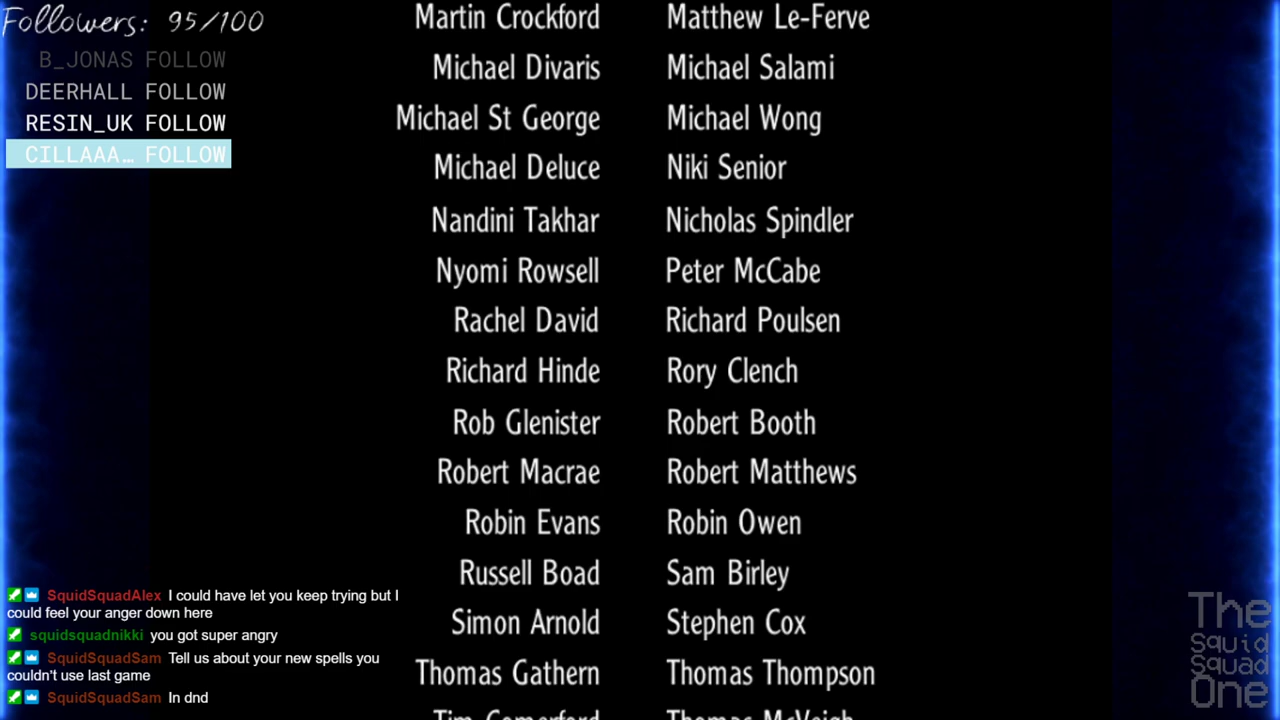 Followers: 95/100
B_JONAS FOLLOW
DEERHALL FOLLOW
RESIN_UK FOLLOW
CILLAAA… FOLLOW
Martin Crockford Matthew Le-Ferve
Michael Divaris Michael Salami
Michael St George Michael Wong
Michael Deluce Niki Senior
Nandini Takhar Nicholas Spindler
Nyomi Rowsell Peter McCabe
Rachel David Richard Poulsen
Richard Hinde Rory Clench
Rob Glenister Robert Booth
Robert Macrae Robert Matthews
Robin Evans Robin Owen
Russell Boad Sam Birley
Simon Arnold Stephen Cox
Thomas Gathern Thomas Thompson
Tim Comerford Thomas McVeigh
SquidSquadAlex I could have let you keep trying but I
could feel your anger down here
squidsquadnikki you got super angry
SquidSquadSam Tell us about your new spells you
couldn't use last game
SquidSquadSam In dnd
The
Squid
Squad
One